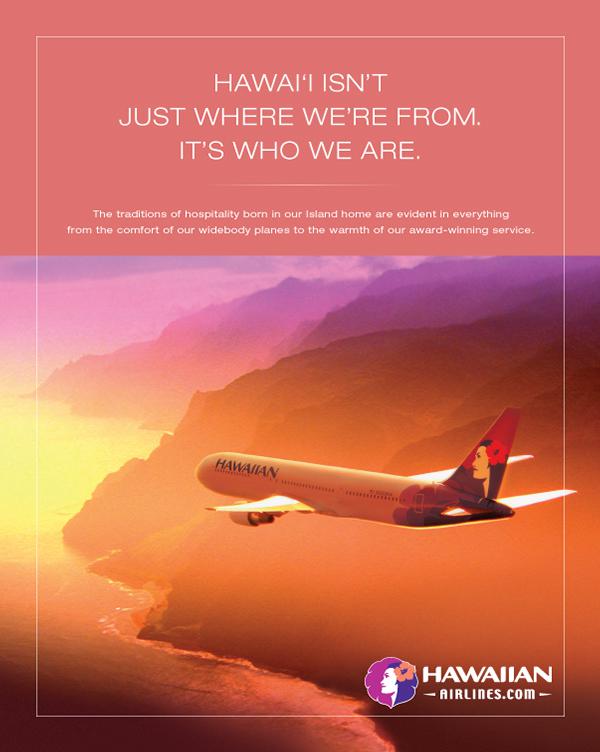 HAWAI‘I ISN’T
JUST WHERE WE’RE FROM.
IT’S WHO WE ARE.
The traditions of hospitality born in our Island home are evident in everything
from the comfort of our widebody planes to the warmth of our award-winning service.
HAWAIIAN
HAWAIIAN
AIRLINES.COM